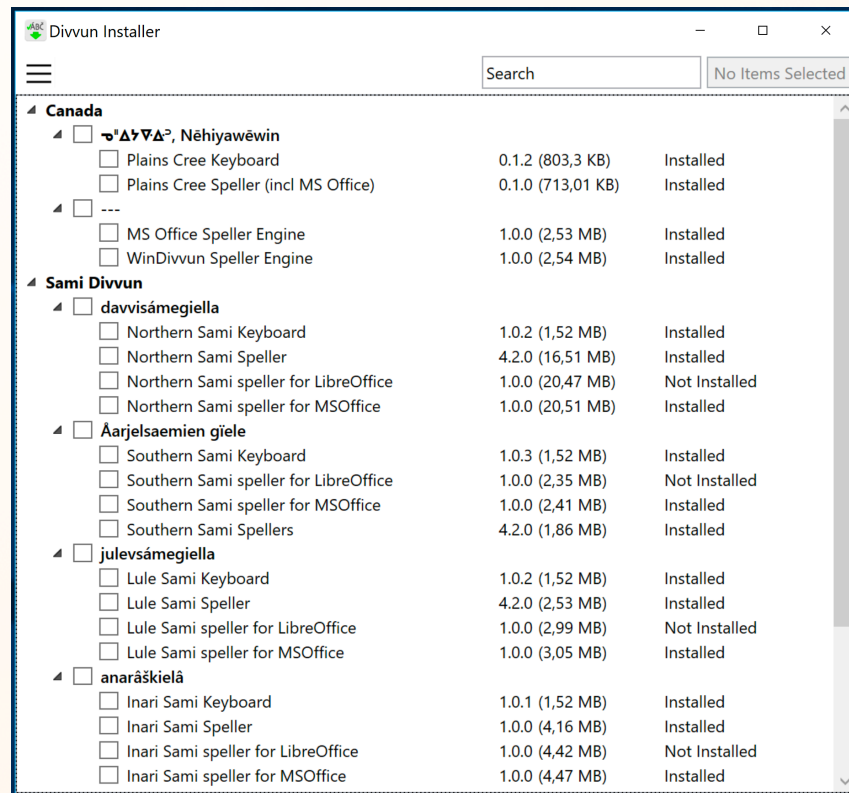 ÁBČ
Divvun Installer
Search
No Items Selected
Canada
ᓀᐦᐃᔭᐍᐏᐣ, Nēhiyawēwin
Plains Cree Keyboard 0.1.2 (803,3 KB) Installed
Plains Cree Speller (incl MS Office) 0.1.0 (713,01 KB) Installed
---
MS Office Speller Engine 1.0.0 (2,53 MB) Installed
WinDivvun Speller Engine 1.0.0 (2,54 MB) Installed
Sami Divvun
davvisámegiella
Northern Sami Keyboard 1.0.2 (1,52 MB) Installed
Northern Sami Speller 4.2.0 (16,51 MB) Installed
Northern Sami speller for LibreOffice 1.0.0 (20,47 MB) Not Installed
Northern Sami speller for MSOffice 1.0.0 (20,51 MB) Installed
Åarjelsaemien gïele
Southern Sami Keyboard 1.0.3 (1,52 MB) Installed
Southern Sami speller for LibreOffice 1.0.0 (2,35 MB) Not Installed
Southern Sami speller for MSOffice 1.0.0 (2,41 MB) Installed
Southern Sami Spellers 4.2.0 (1,86 MB) Installed
julevsámegiella
Lule Sami Keyboard 1.0.2 (1,52 MB) Installed
Lule Sami Speller 4.2.0 (2,53 MB) Installed
Lule Sami speller for LibreOffice 1.0.0 (2,99 MB) Not Installed
Lule Sami speller for MSOffice 1.0.0 (3,05 MB) Installed
anarâškielâ
Inari Sami Keyboard 1.0.1 (1,52 MB) Installed
Inari Sami Speller 1.0.0 (4,16 MB) Installed
Inari Sami speller for LibreOffice 1.0.0 (4,42 MB) Not Installed
Inari Sami speller for MSOffice 1.0.0 (4,47 MB) Installed